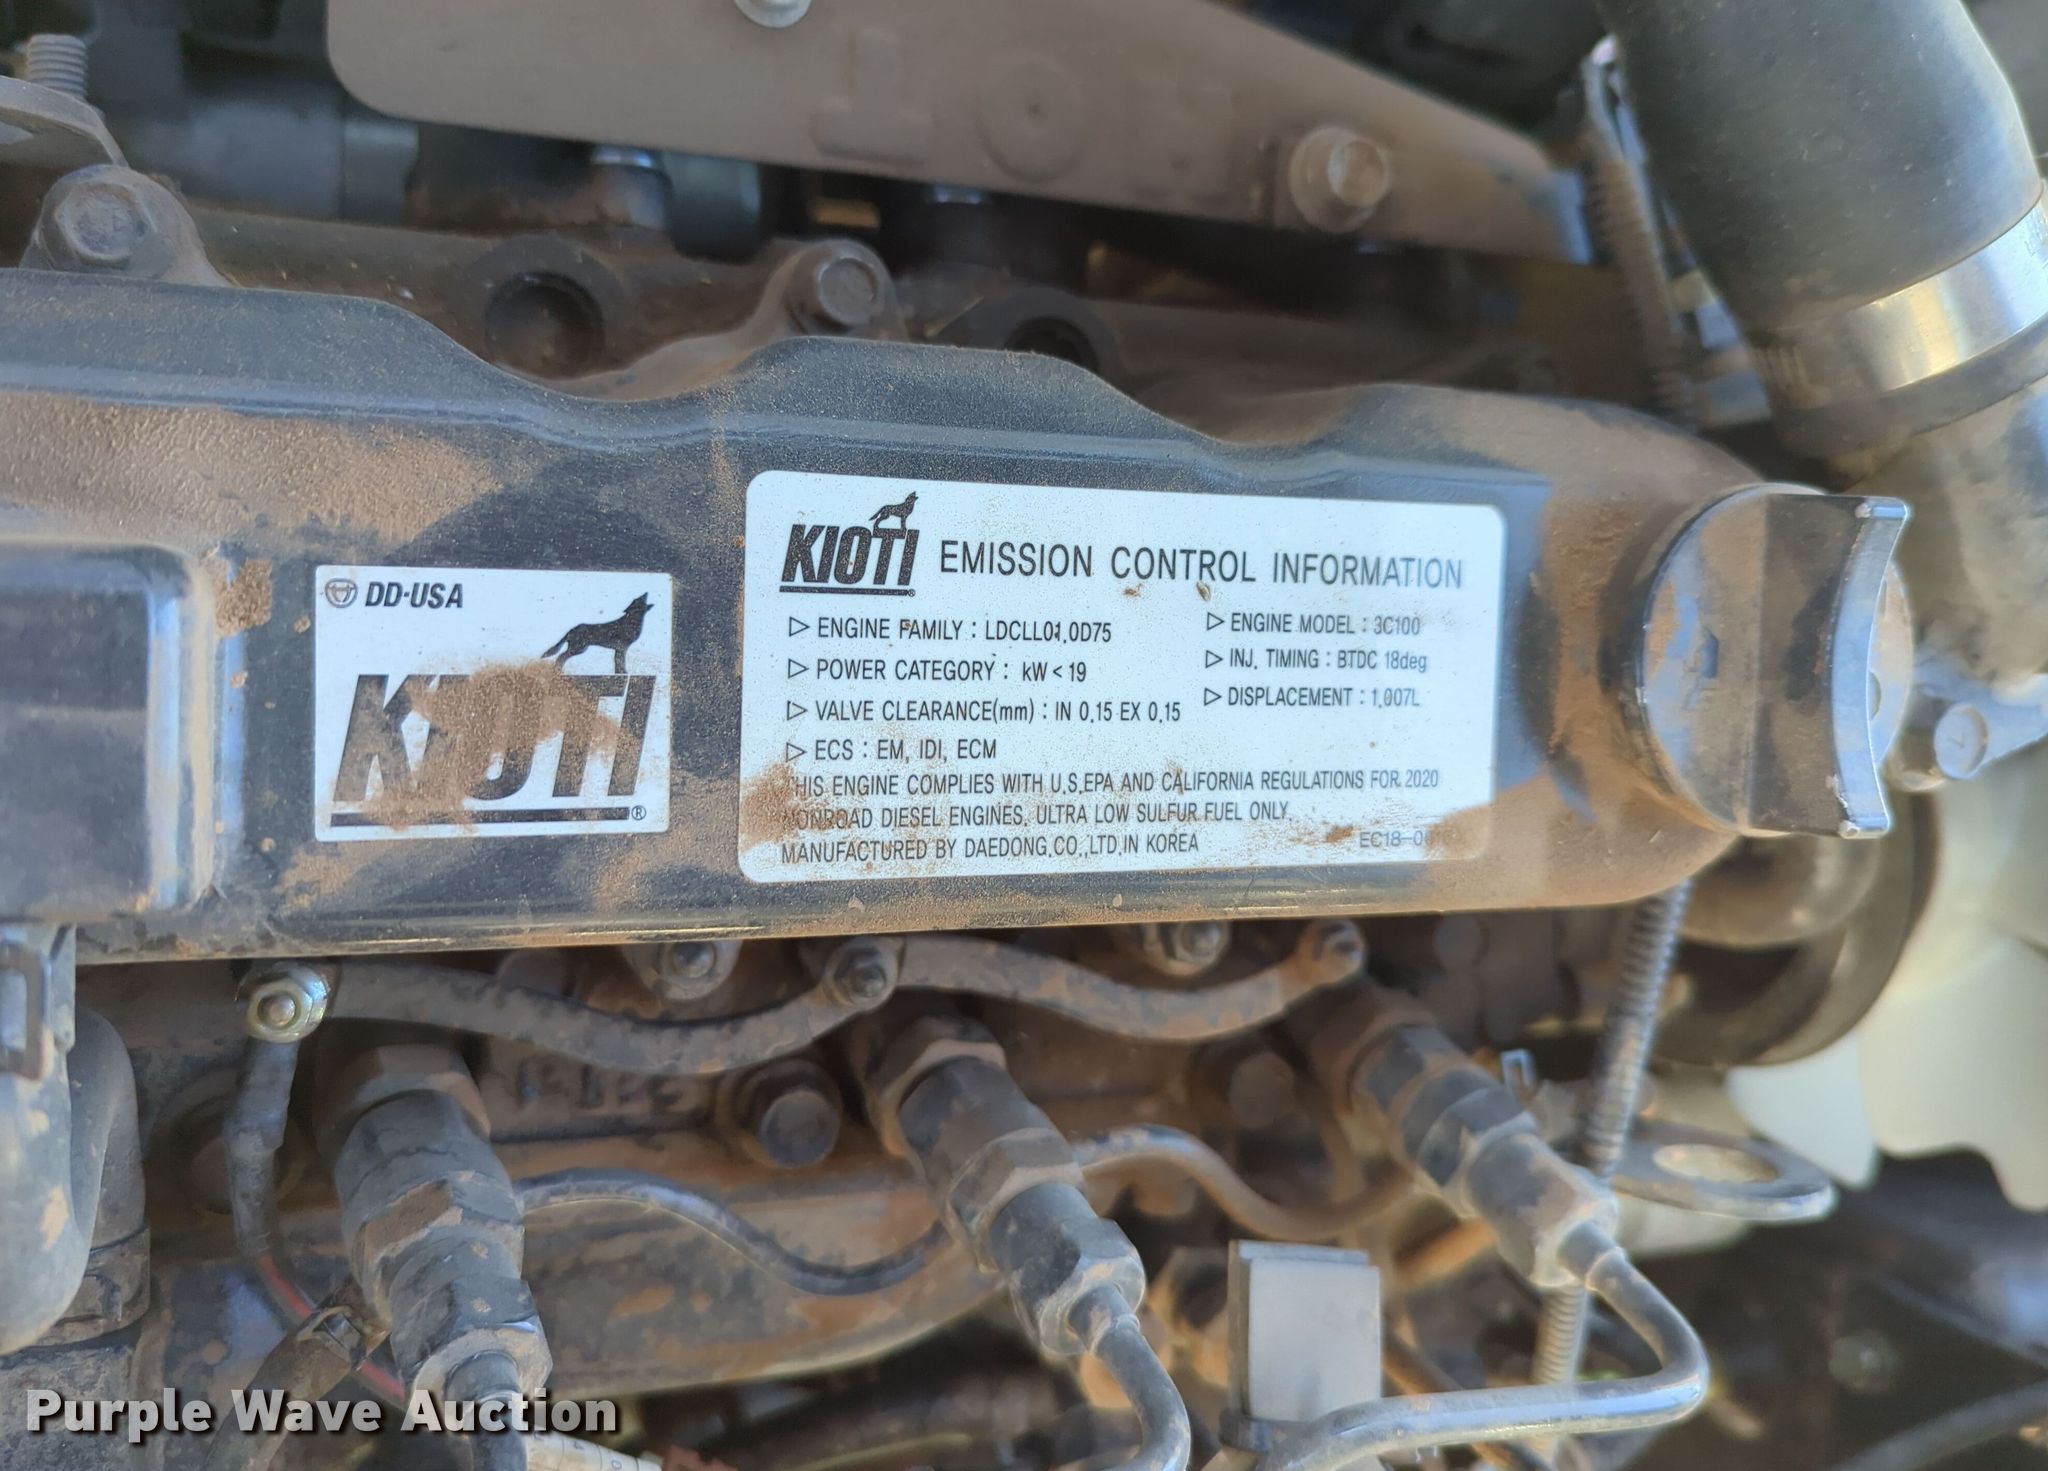 DD-USA
KIOTI
KIOTI EMISSION CONTROL INFORMATION
▷ ENGINE FAMILY : LDCLL01.0D75
▷ POWER CATEGORY : kW < 19
▷ VALVE CLEARANCE(mm) : IN 0.15 EX 0.15
▷ ECS : EM, IDI, ECM
▷ ENGINE MODEL : 3C100
▷ INJ. TIMING : BTDC 18deg
▷ DISPLACEMENT : 1.007L
THIS ENGINE COMPLIES WITH U.S.EPA AND CALIFORNIA REGULATIONS FOR 2020
NONROAD DIESEL ENGINES. ULTRA LOW SULFUR FUEL ONLY.
MANUFACTURED BY DAEDONG.CO.,LTD.IN KOREA
Purple Wave Auction